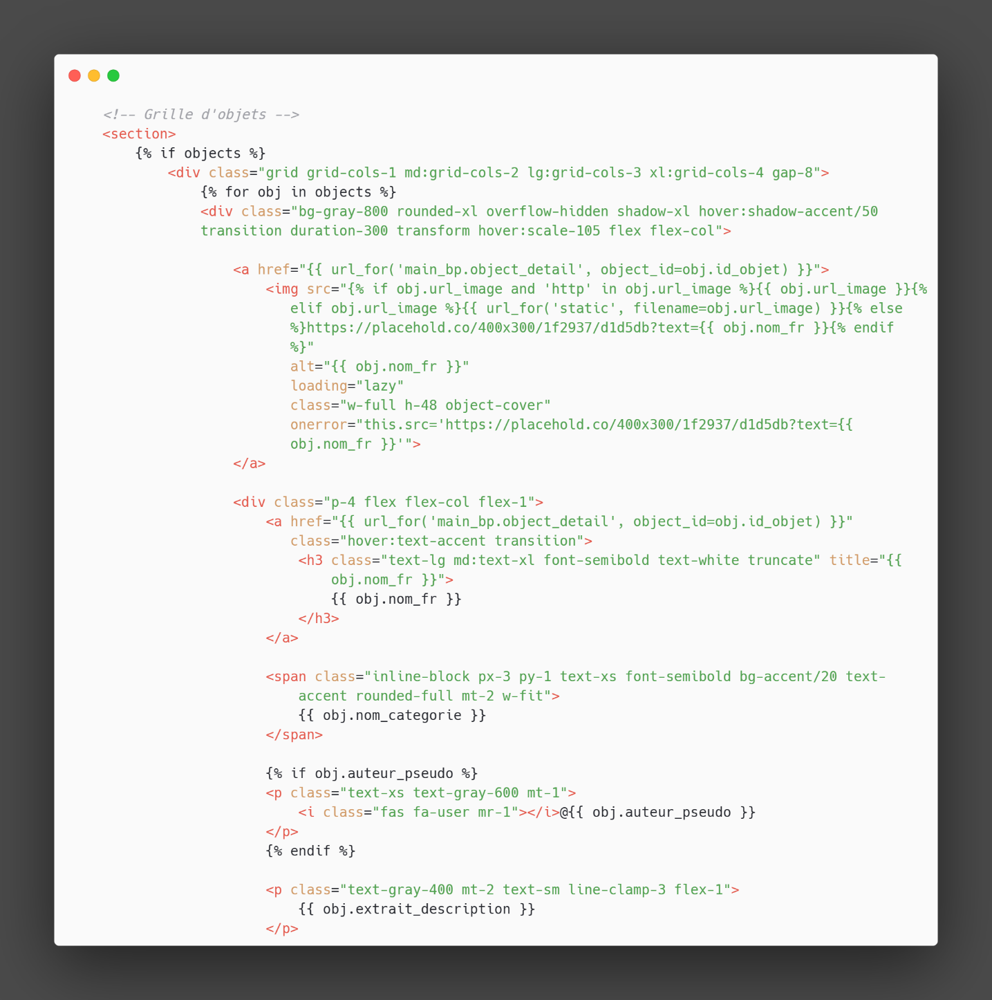 <!-- Grille d'objets -->
<section>
{% if objects %}
<div class="grid grid-cols-1 md:grid-cols-2 lg:grid-cols-3 xl:grid-cols-4 gap-8">
{% for obj in objects %}
<div class="bg-gray-800 rounded-xl overflow-hidden shadow-xl hover:shadow-accent/50
transition duration-300 transform hover:scale-105 flex flex-col">
<a href="{{ url_for('main_bp.object_detail', object_id=obj.id_objet) }}">
<img src="{% if obj.url_image and 'http' in obj.url_image %}{{ obj.url_image }}{%
elif obj.url_image %}{{ url_for('static', filename=obj.url_image) }}{% else
%}https://placehold.co/400x300/1f2937/d1d5db?text={{ obj.nom_fr }}{% endif
%}"
alt="{{ obj.nom_fr }}"
loading="lazy"
class="w-full h-48 object-cover"
onerror="this.src='https://placehold.co/400x300/1f2937/d1d5db?text={{
obj.nom_fr }}'">
</a>
<div class="p-4 flex flex-col flex-1">
<a href="{{ url_for('main_bp.object_detail', object_id=obj.id_objet) }}"
class="hover:text-accent transition">
<h3 class="text-lg md:text-xl font-semibold text-white truncate" title="{{
obj.nom_fr }}">
{{ obj.nom_fr }}
</h3>
</a>
<span class="inline-block px-3 py-1 text-xs font-semibold bg-accent/20 text-
accent rounded-full mt-2 w-fit">
{{ obj.nom_categorie }}
</span>
{% if obj.auteur_pseudo %}
<p class="text-xs text-gray-600 mt-1">
<i class="fas fa-user mr-1"></i>@{{ obj.auteur_pseudo }}
</p>
{% endif %}
<p class="text-gray-400 mt-2 text-sm line-clamp-3 flex-1">
{{ obj.extrait_description }}
</p>